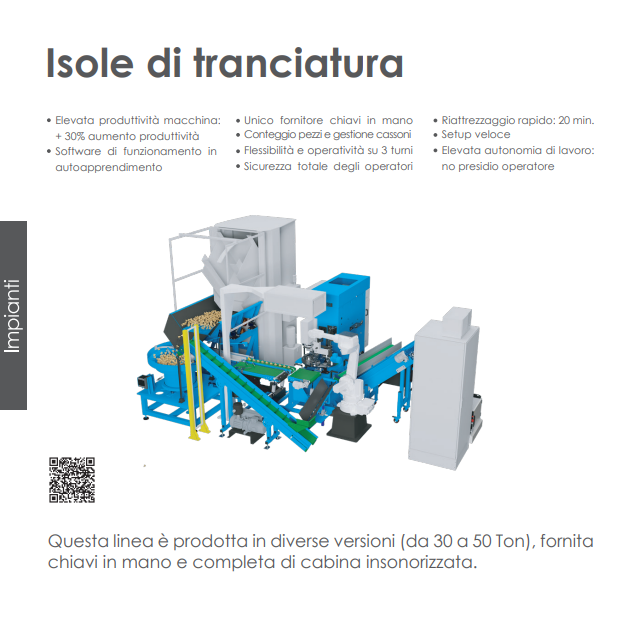 Isole di tranciatura
• Elevata produttività macchina:
+ 30% aumento produttività
• Software di funzionamento in
autoapprendimento
• Unico fornitore chiavi in mano
• Conteggio pezzi e gestione cassoni
• Flessibilità e operatività su 3 turni
• Sicurezza totale degli operatori
• Riattrezzaggio rapido: 20 min.
• Setup veloce
• Elevata autonomia di lavoro:
no presidio operatore
Impianti
Questa linea è prodotta in diverse versioni (da 30 a 50 Ton), fornita
chiavi in mano e completa di cabina insonorizzata.